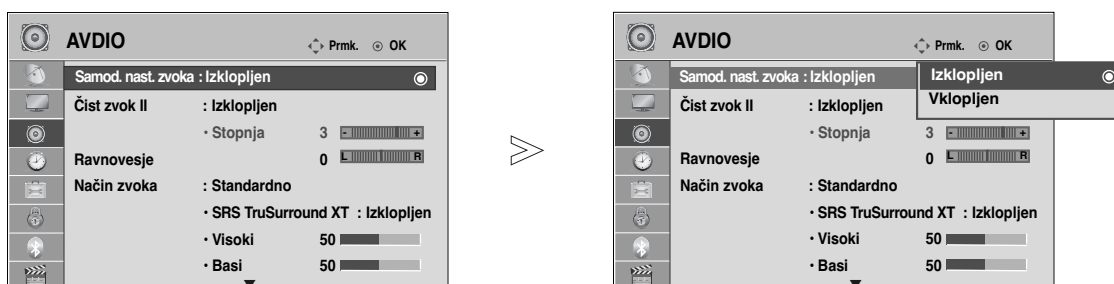 AVDIO Prmk. OK
Samod. nast. zvoka : Izklopljen
Čist zvok II : Izklopljen
• Stopnja 3 - +
Ravnovesje 0 L R
Način zvoka : Standardno
• SRS TruSurround XT : Izklopljen
• Visoki 50
• Basi 50
AVDIO Prmk. OK
Samod. nast. zvoka : Izklopljen
Izklopljen
Vklopljen
Čist zvok II : Izklopljen
• Stopnja 3 - +
Ravnovesje 0 L R
Način zvoka : Standardno
• SRS TruSurround XT : Izklopljen
• Visoki 50
• Basi 50